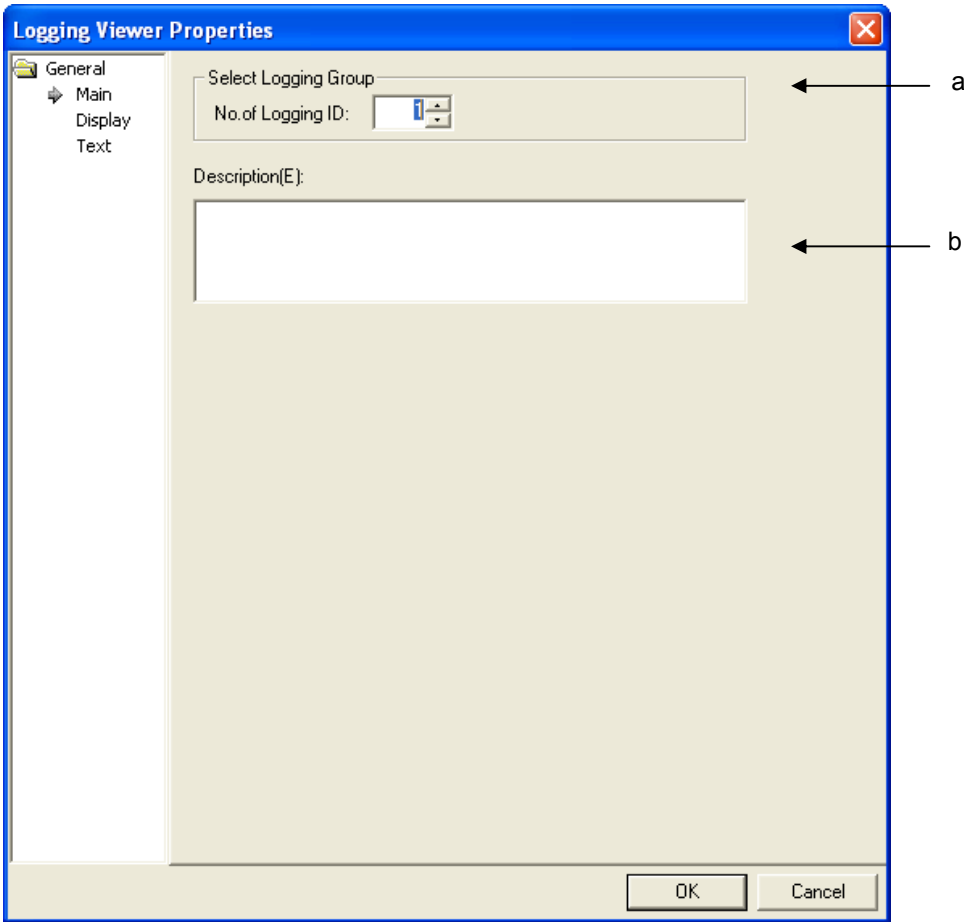 Logging Viewer Properties
General
Main
Display
Text
Select Logging Group
No.of Logging ID: 1
a
Description(E):
b
OK
Cancel